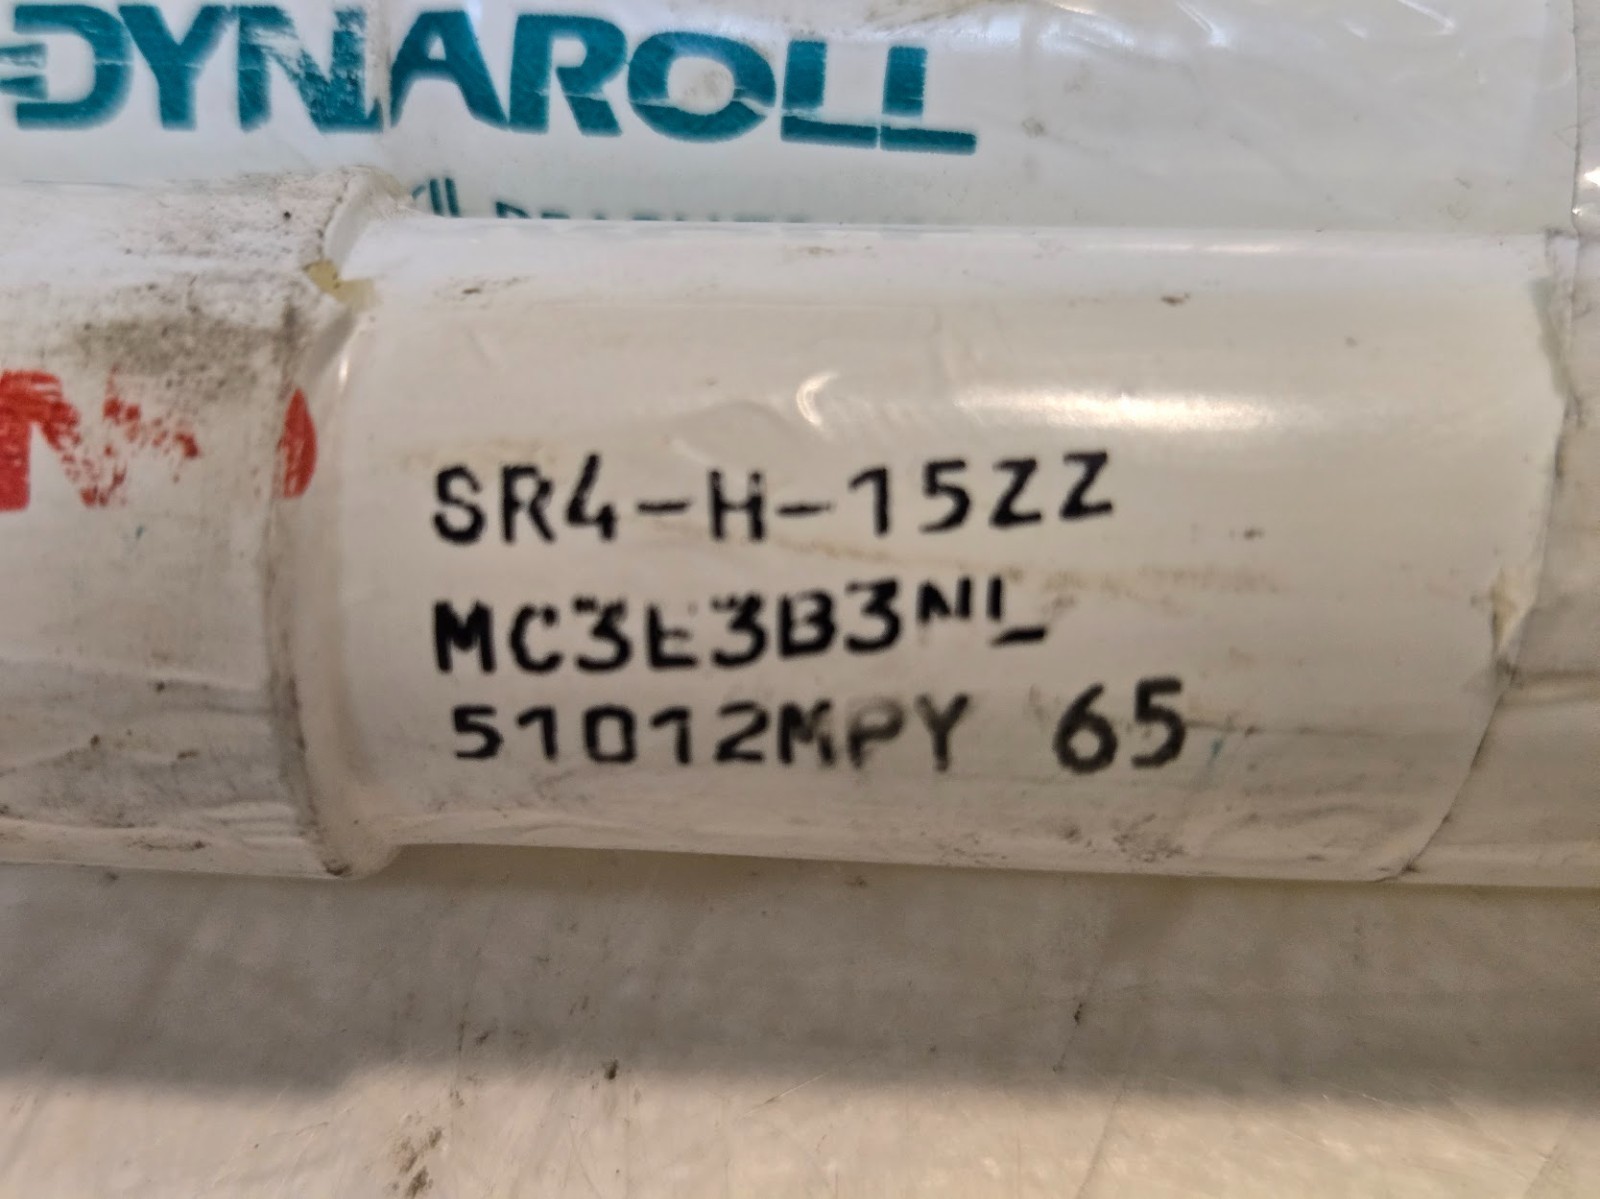 DYNAROLL
SR4-H-15ZZ
MC3E3B3NL
51012MPY 65